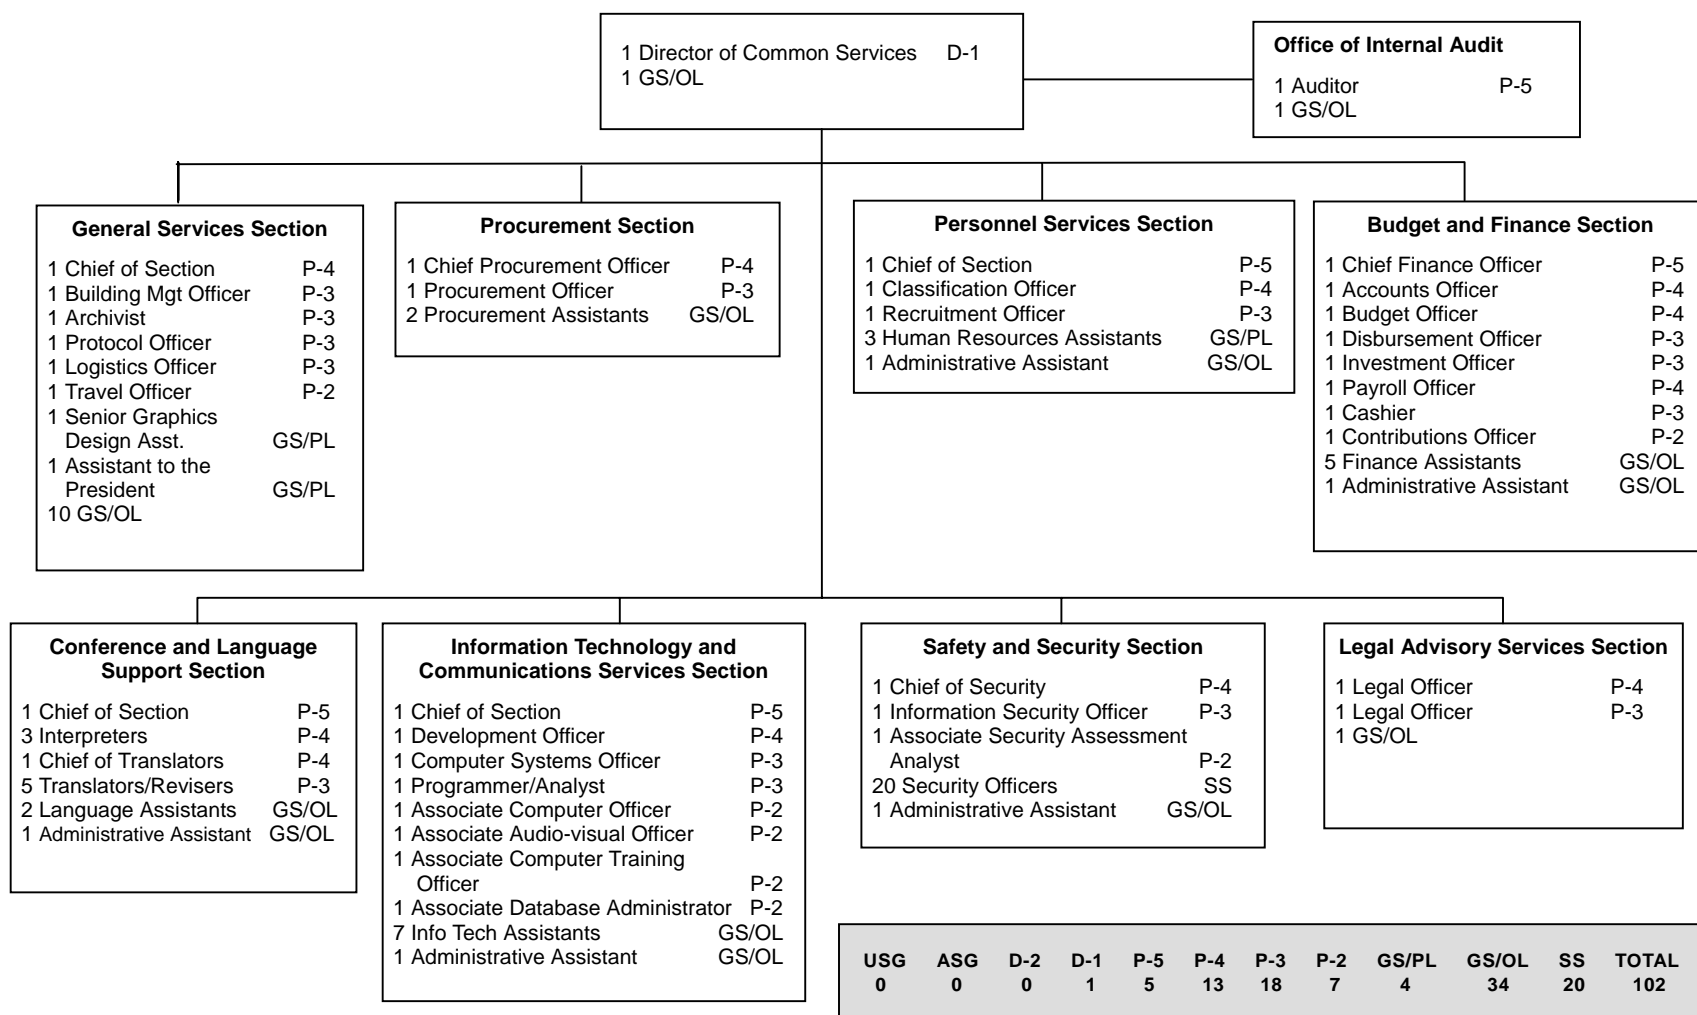 1 Director of Common Services D-1
1 GS/OL
Office of Internal Audit
1 Auditor P-5
1 GS/OL
General Services Section
1 Chief of Section P-4
1 Building Mgt Officer P-3
1 Archivist P-3
1 Protocol Officer P-3
1 Logistics Officer P-3
1 Travel Officer P-2
1 Senior Graphics
Design Asst. GS/PL
1 Assistant to the
President GS/PL
10 GS/OL
Procurement Section
1 Chief Procurement Officer P-4
1 Procurement Officer P-3
2 Procurement Assistants GS/OL
Personnel Services Section
1 Chief of Section P-5
1 Classification Officer P-4
1 Recruitment Officer P-3
3 Human Resources Assistants GS/PL
1 Administrative Assistant GS/OL
Budget and Finance Section
1 Chief Finance Officer P-5
1 Accounts Officer P-4
1 Budget Officer P-4
1 Disbursement Officer P-3
1 Investment Officer P-3
1 Payroll Officer P-4
1 Cashier P-3
1 Contributions Officer P-2
5 Finance Assistants GS/OL
1 Administrative Assistant GS/OL
Conference and Language
Support Section
1 Chief of Section P-5
3 Interpreters P-4
1 Chief of Translators P-4
5 Translators/Revisers P-3
2 Language Assistants GS/OL
1 Administrative Assistant GS/OL
Information Technology and
Communications Services Section
1 Chief of Section P-5
1 Development Officer P-4
1 Computer Systems Officer P-3
1 Programmer/Analyst P-3
1 Associate Computer Officer P-2
1 Associate Audio-visual Officer P-2
1 Associate Computer Training
Officer P-2
1 Associate Database Administrator P-2
7 Info Tech Assistants GS/OL
1 Administrative Assistant GS/OL
Safety and Security Section
1 Chief of Security P-4
1 Information Security Officer P-3
1 Associate Security Assessment
Analyst P-2
20 Security Officers SS
1 Administrative Assistant GS/OL
Legal Advisory Services Section
1 Legal Officer P-4
1 Legal Officer P-3
1 GS/OL
USG ASG D-2 D-1 P-5 P-4 P-3 P-2 GS/PL GS/OL SS TOTAL
0 0 0 1 5 13 18 7 4 34 20 102